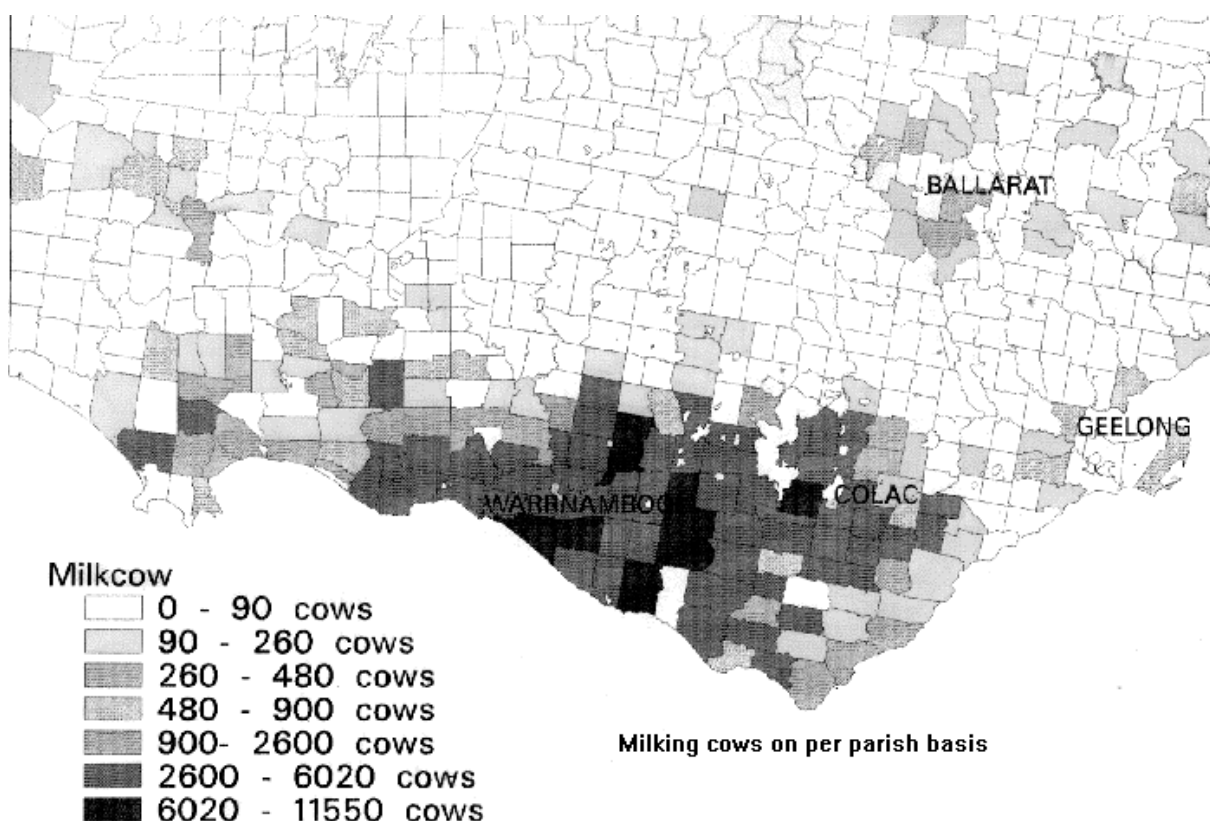 BALLARAT
GEELONG
WARRNAMBOO
COLAC
Milkcow
0 - 90 cows
90 - 260 cows
260 - 480 cows
480 - 900 cows
900- 2600 cows
2600 - 6020 cows
6020 - 11550 cows
Milking cows on per parish basis